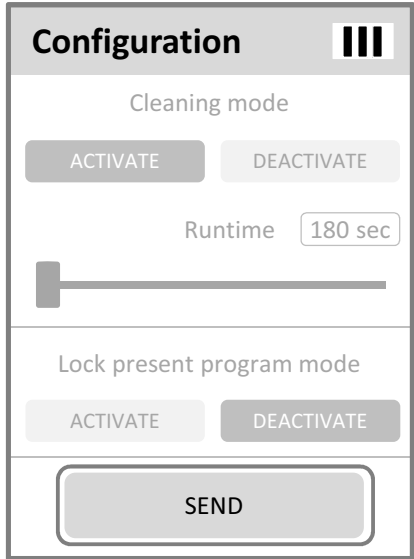 Configuration
Cleaning mode
ACTIVATE DEACTIVATE
Runtime 180 sec
Lock present program mode
ACTIVATE DEACTIVATE
SEND